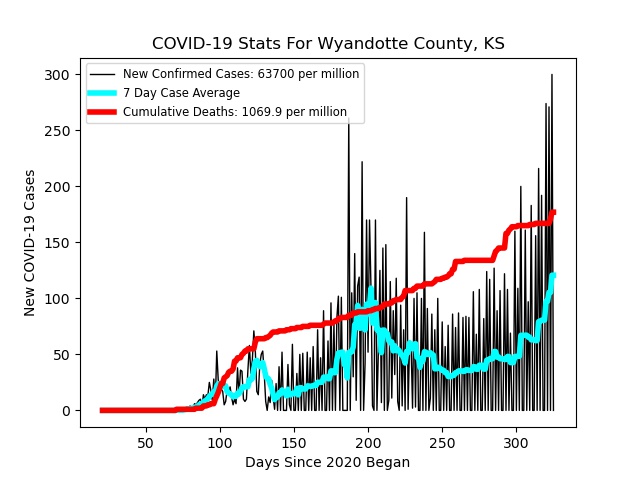 COVID-19 Stats For Wyandotte County, KS
New Confirmed Cases: 63700 per million
7 Day Case Average
Cumulative Deaths: 1069.9 per million
New COVID-19 Cases
300
250
200
150
100
50
0
50
100
150
200
250
300
Days Since 2020 Began